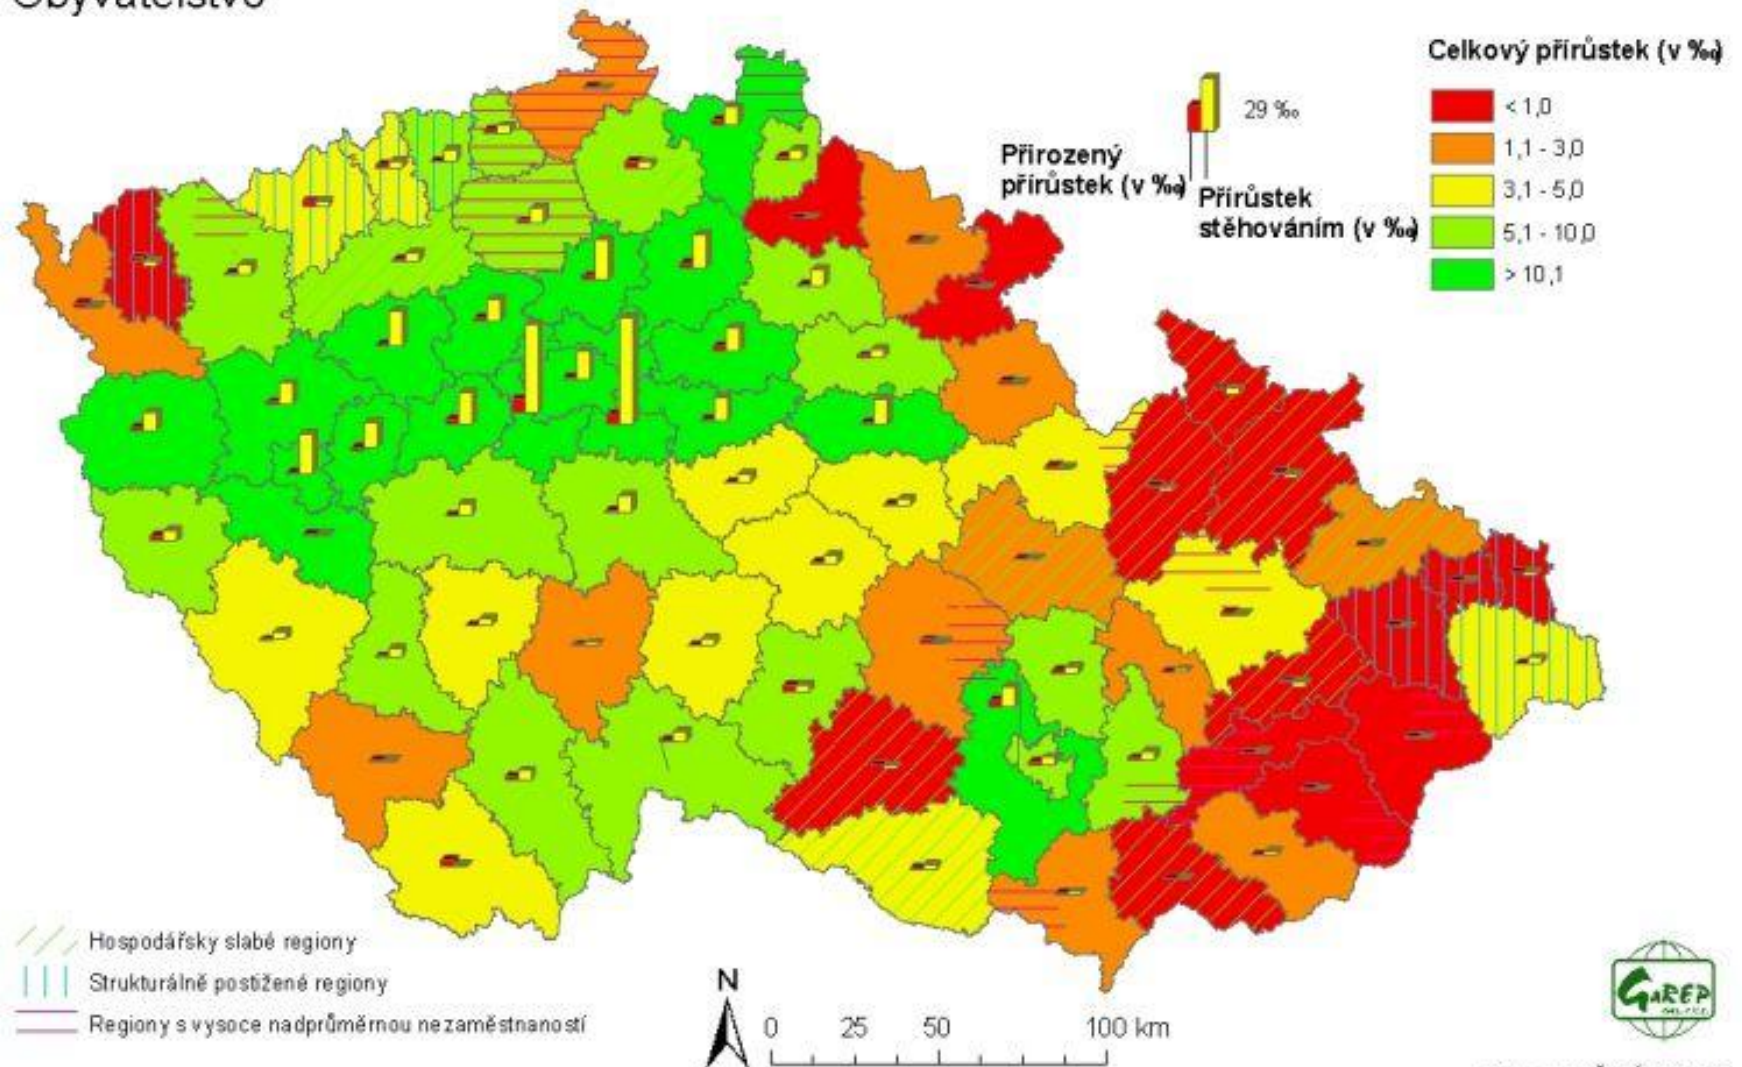 Obyvatelstvo
Celkový přírůstek (v ‰)
< 1,0
1,1 - 3,0
3,1 - 5,0
5,1 - 10,0
> 10,1
29 ‰
Přirozený
přírůstek (v ‰)
Přírůstek
stěhováním (v ‰)
Hospodářsky slabé regiony
Strukturálně postižené regiony
Regiony s vysoce nadprůměrnou nezaměstnaností
N
0 25 50 100 km
GAREP